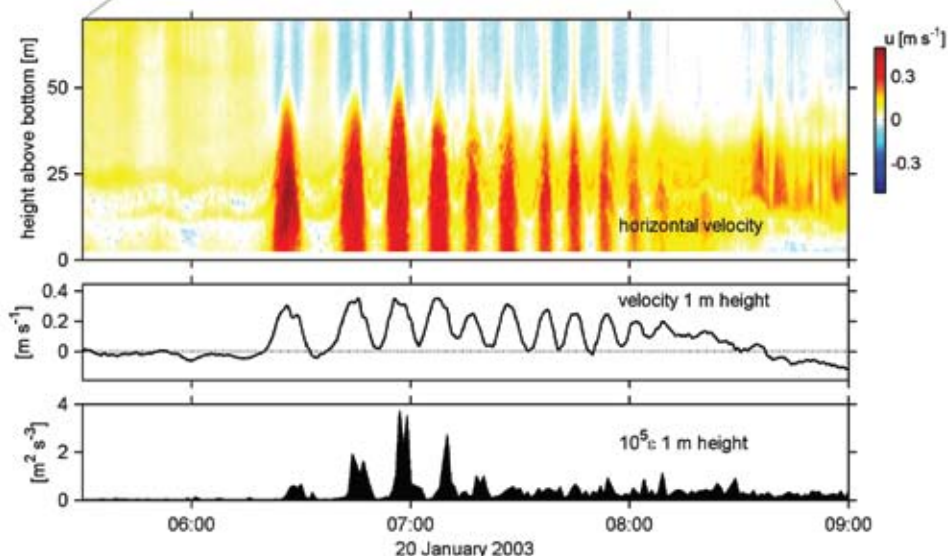 u [m s⁻¹]
0.3
0
-0.3
height above bottom [m]
50
25
0
horizontal velocity
[m s⁻¹]
0.4
0.2
0
velocity 1 m height
[m² s⁻³]
4
2
0
10⁵ε 1 m height
06:00 07:00 08:00 09:00
20 January 2003